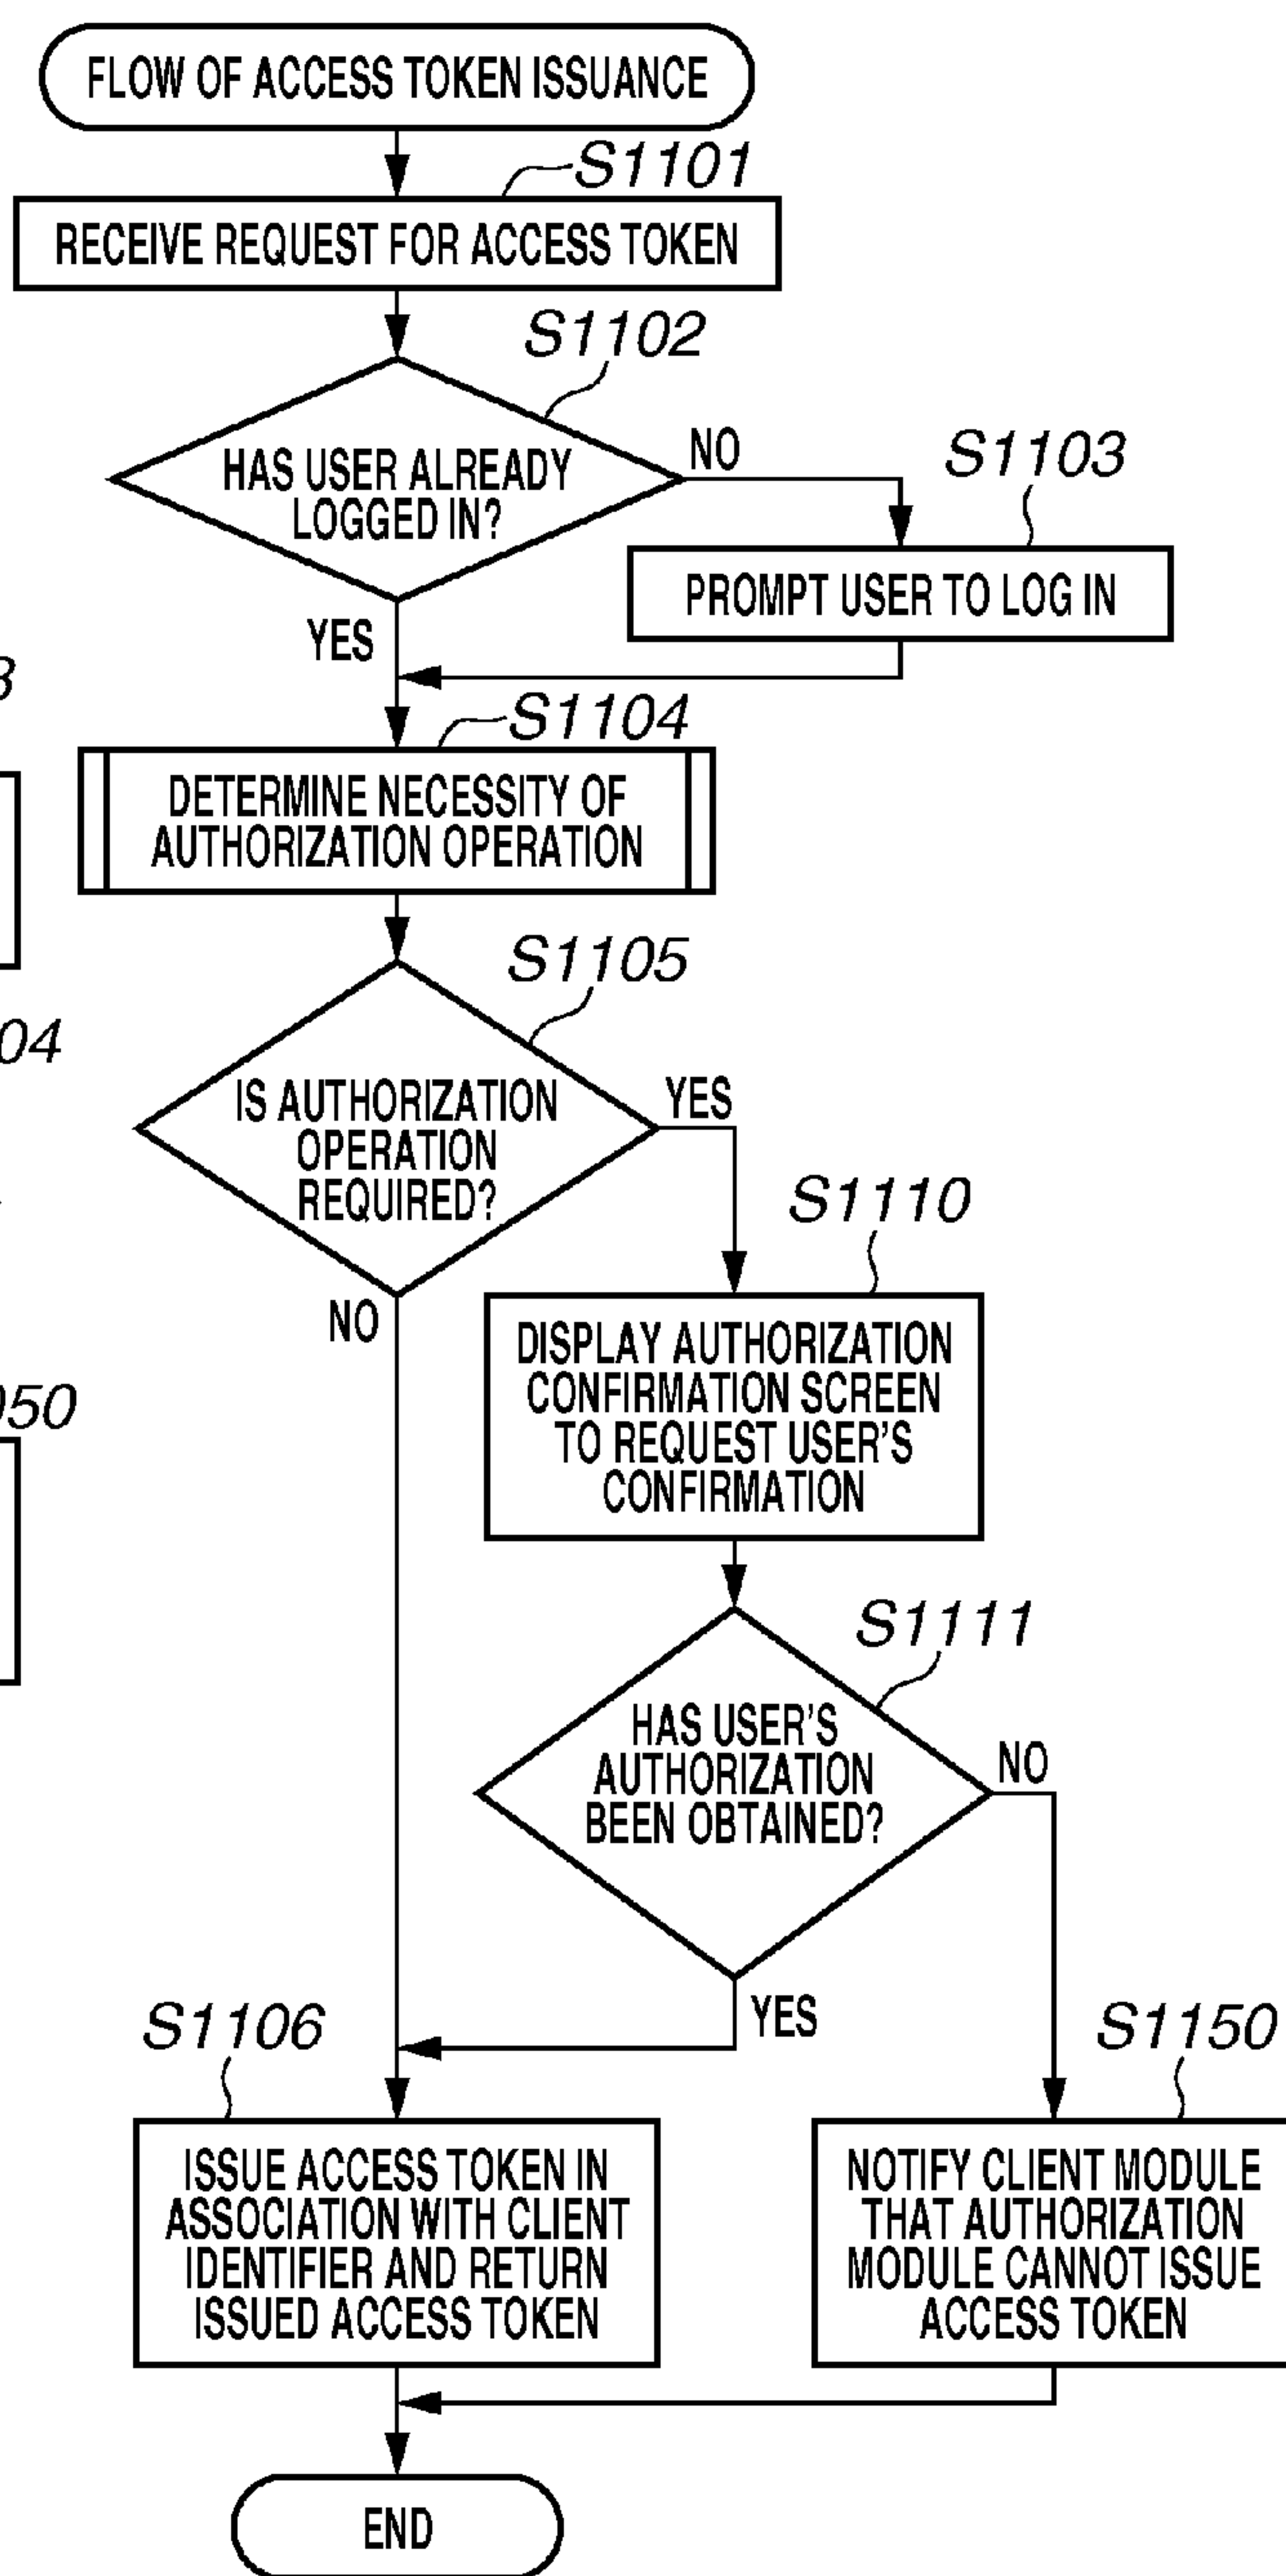 FLOW OF ACCESS TOKEN ISSUANCE
S1101
RECEIVE REQUEST FOR ACCESS TOKEN
S1102
HAS USER ALREADY
LOGGED IN?
NO
S1103
PROMPT USER TO LOG IN
YES
3
S1104
DETERMINE NECESSITY OF
AUTHORIZATION OPERATION
S1105
04
IS AUTHORIZATION
OPERATION
REQUIRED?
YES
S1110
NO
DISPLAY AUTHORIZATION
CONFIRMATION SCREEN
TO REQUEST USER'S
CONFIRMATION
50
S1111
HAS USER'S
AUTHORIZATION
BEEN OBTAINED?
NO
YES
S1106
S1150
ISSUE ACCESS TOKEN IN
ASSOCIATION WITH CLIENT
IDENTIFIER AND RETURN
ISSUED ACCESS TOKEN
NOTIFY CLIENT MODULE
THAT AUTHORIZATION
MODULE CANNOT ISSUE
ACCESS TOKEN
END